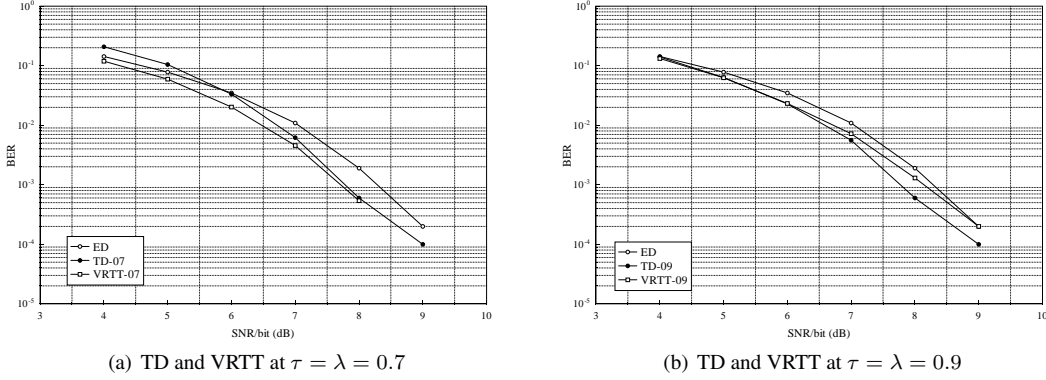 10⁰
10⁻¹
10⁻²
10⁻³
10⁻⁴
10⁻⁵
BER
ED
TD-07
VRTT-07
3 4 5 6 7 8 9 10
SNR/bit (dB)
(a) TD and VRTT at τ = λ = 0.7
10⁰
10⁻¹
10⁻²
10⁻³
10⁻⁴
10⁻⁵
BER
ED
TD-09
VRTT-09
3 4 5 6 7 8 9 10
SNR/bit (dB)
(b) TD and VRTT at τ = λ = 0.9